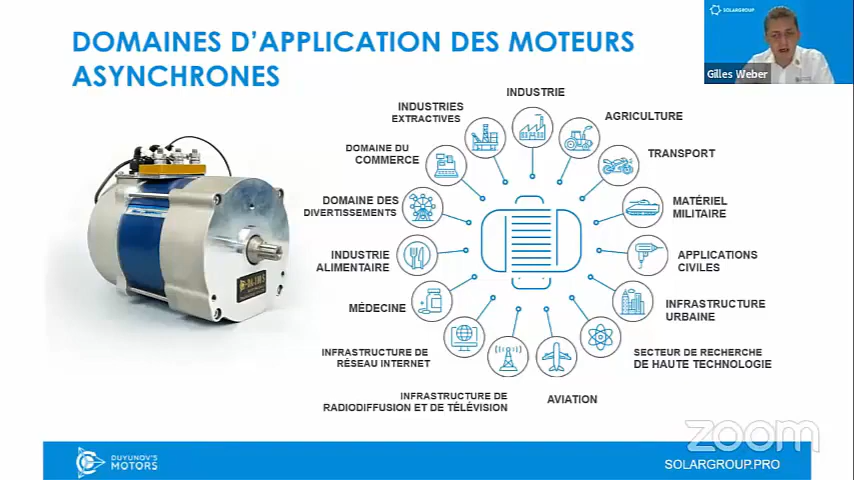 DOMAINES D'APPLICATION DES MOTEURS
ASYNCHRONES
SOLARGROUP
Gilles Weber
INDUSTRIE
INDUSTRIES
EXTRACTIVES
AGRICULTURE
DOMAINE DU
COMMERCE
TRANSPORT
DOMAINE DES
DIVERTISSEMENTS
MATÉRIEL
MILITAIRE
INDUSTRIE
ALIMENTAIRE
APPLICATIONS
CIVILES
MÉDECINE
INFRASTRUCTURE
URBAINE
INFRASTRUCTURE DE
RÉSEAU INTERNET
SECTEUR DE RECHERCHE
DE HAUTE TECHNOLOGIE
INFRASTRUCTURE DE
RADIODIFFUSION ET DE TÉLÉVISION
AVIATION
zoom
DUYUNOV'S
MOTORS
SOLARGROUP.PRO